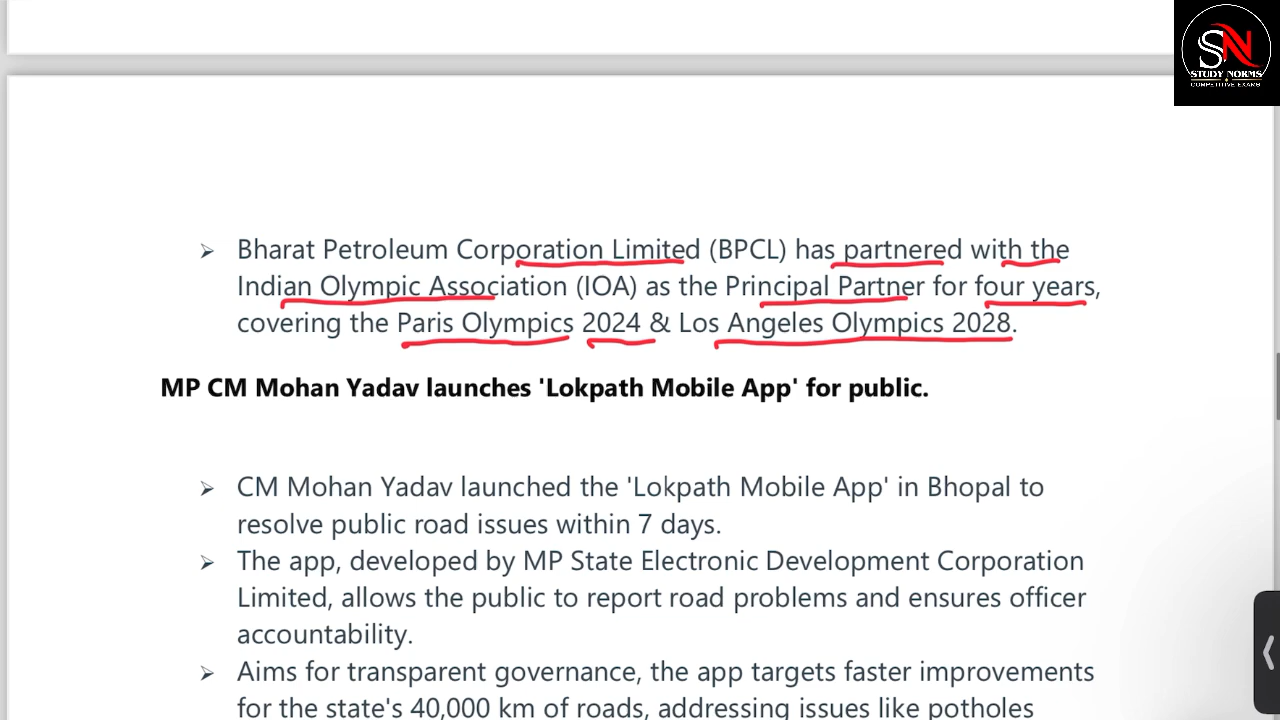 SN
STUDY NORMS
COMPETITIVE EXAMS
➢ Bharat Petroleum Corporation Limited (BPCL) has partnered with the
Indian Olympic Association (IOA) as the Principal Partner for four years,
covering the Paris Olympics 2024 & Los Angeles Olympics 2028.
MP CM Mohan Yadav launches 'Lokpath Mobile App' for public.
➢ CM Mohan Yadav launched the 'Lokpath Mobile App' in Bhopal to
resolve public road issues within 7 days.
➢ The app, developed by MP State Electronic Development Corporation
Limited, allows the public to report road problems and ensures officer
accountability.
➢ Aims for transparent governance, the app targets faster improvements
for the state's 40,000 km of roads, addressing issues like potholes